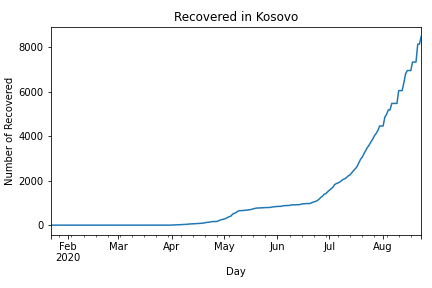 Recovered in Kosovo
Number of Recovered
8000
6000
4000
2000
0
Feb
2020
Mar
Apr
May
Jun
Jul
Aug
Day